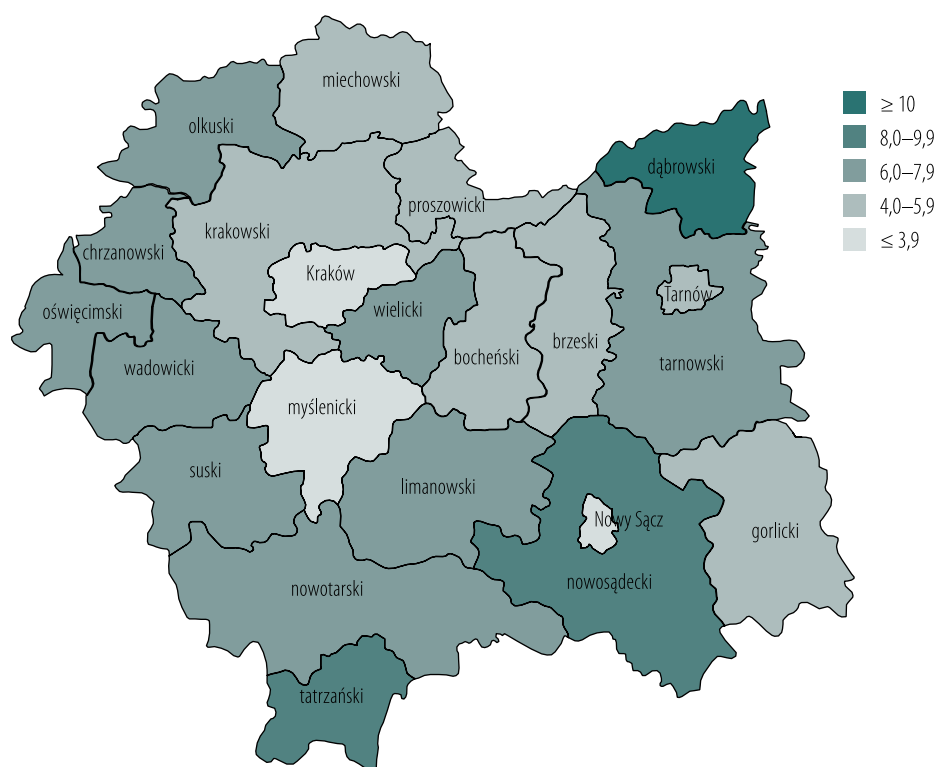 miechowski
olkuski
dąbrowski
proszowicki
krakowski
chrzanowski
Kraków
Tarnów
oświęcimski
wielicki
brzeski
bocheński
wadowicki
tarnowski
myślenicki
suski
limanowski
Nowy Sącz
gorlicki
nowosądecki
nowotarski
tatrzański
≥ 10
8,0–9,9
6,0–7,9
4,0–5,9
≤ 3,9